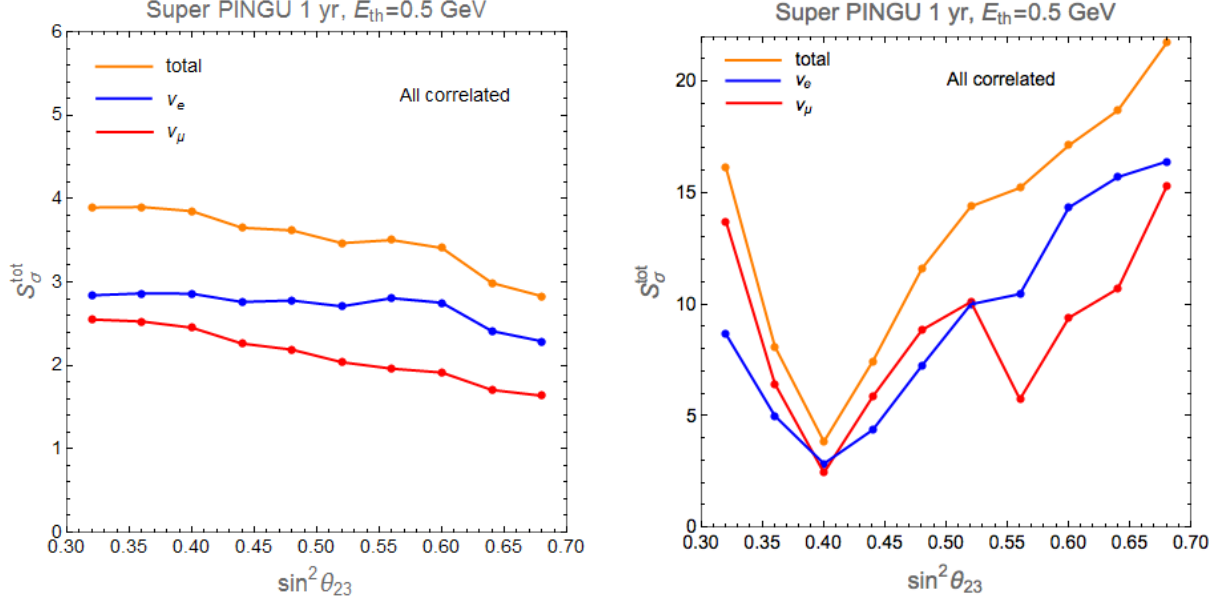 Super PINGU 1 yr, E_th=0.5 GeV
6
5
4
3
2
1
0
S_σ^tot
total
ν_e
ν_μ
All correlated
0.30 0.35 0.40 0.45 0.50 0.55 0.60 0.65 0.70
sin² θ_23
Super PINGU 1 yr, E_th=0.5 GeV
20
15
10
5
0
S_σ^tot
total
ν_e
ν_μ
All correlated
0.30 0.35 0.40 0.45 0.50 0.55 0.60 0.65 0.70
sin² θ_23